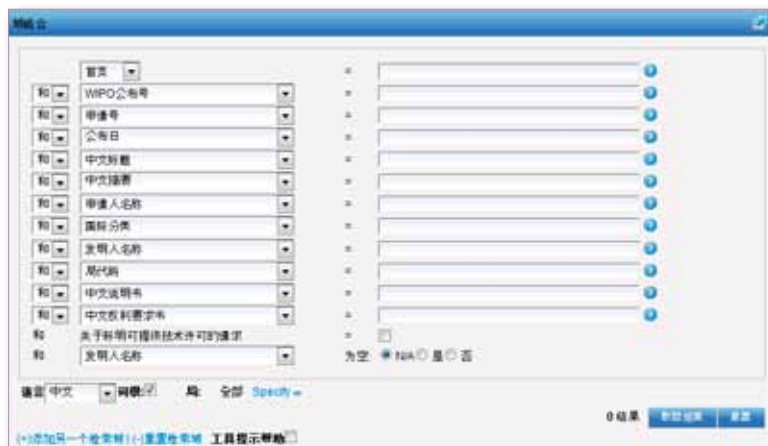 域组合
首页 =
和 WIPO公布号 =
和 申请号 =
和 公布日 =
和 中文标题 =
和 中文摘要 =
和 申请人名称 =
和 国际分类 =
和 发明人名称 =
和 局代码 =
和 中文说明书 =
和 中文权利要求书 =
和 关于标明可提供技术许可的请求 =
和 发明人名称 为空: N/A 是 否
语言 中文 词根: 局: 全部 Specify
0 结果 重置
(+)添加另一个检索域 | (-)重置检索域 工具提示帮助